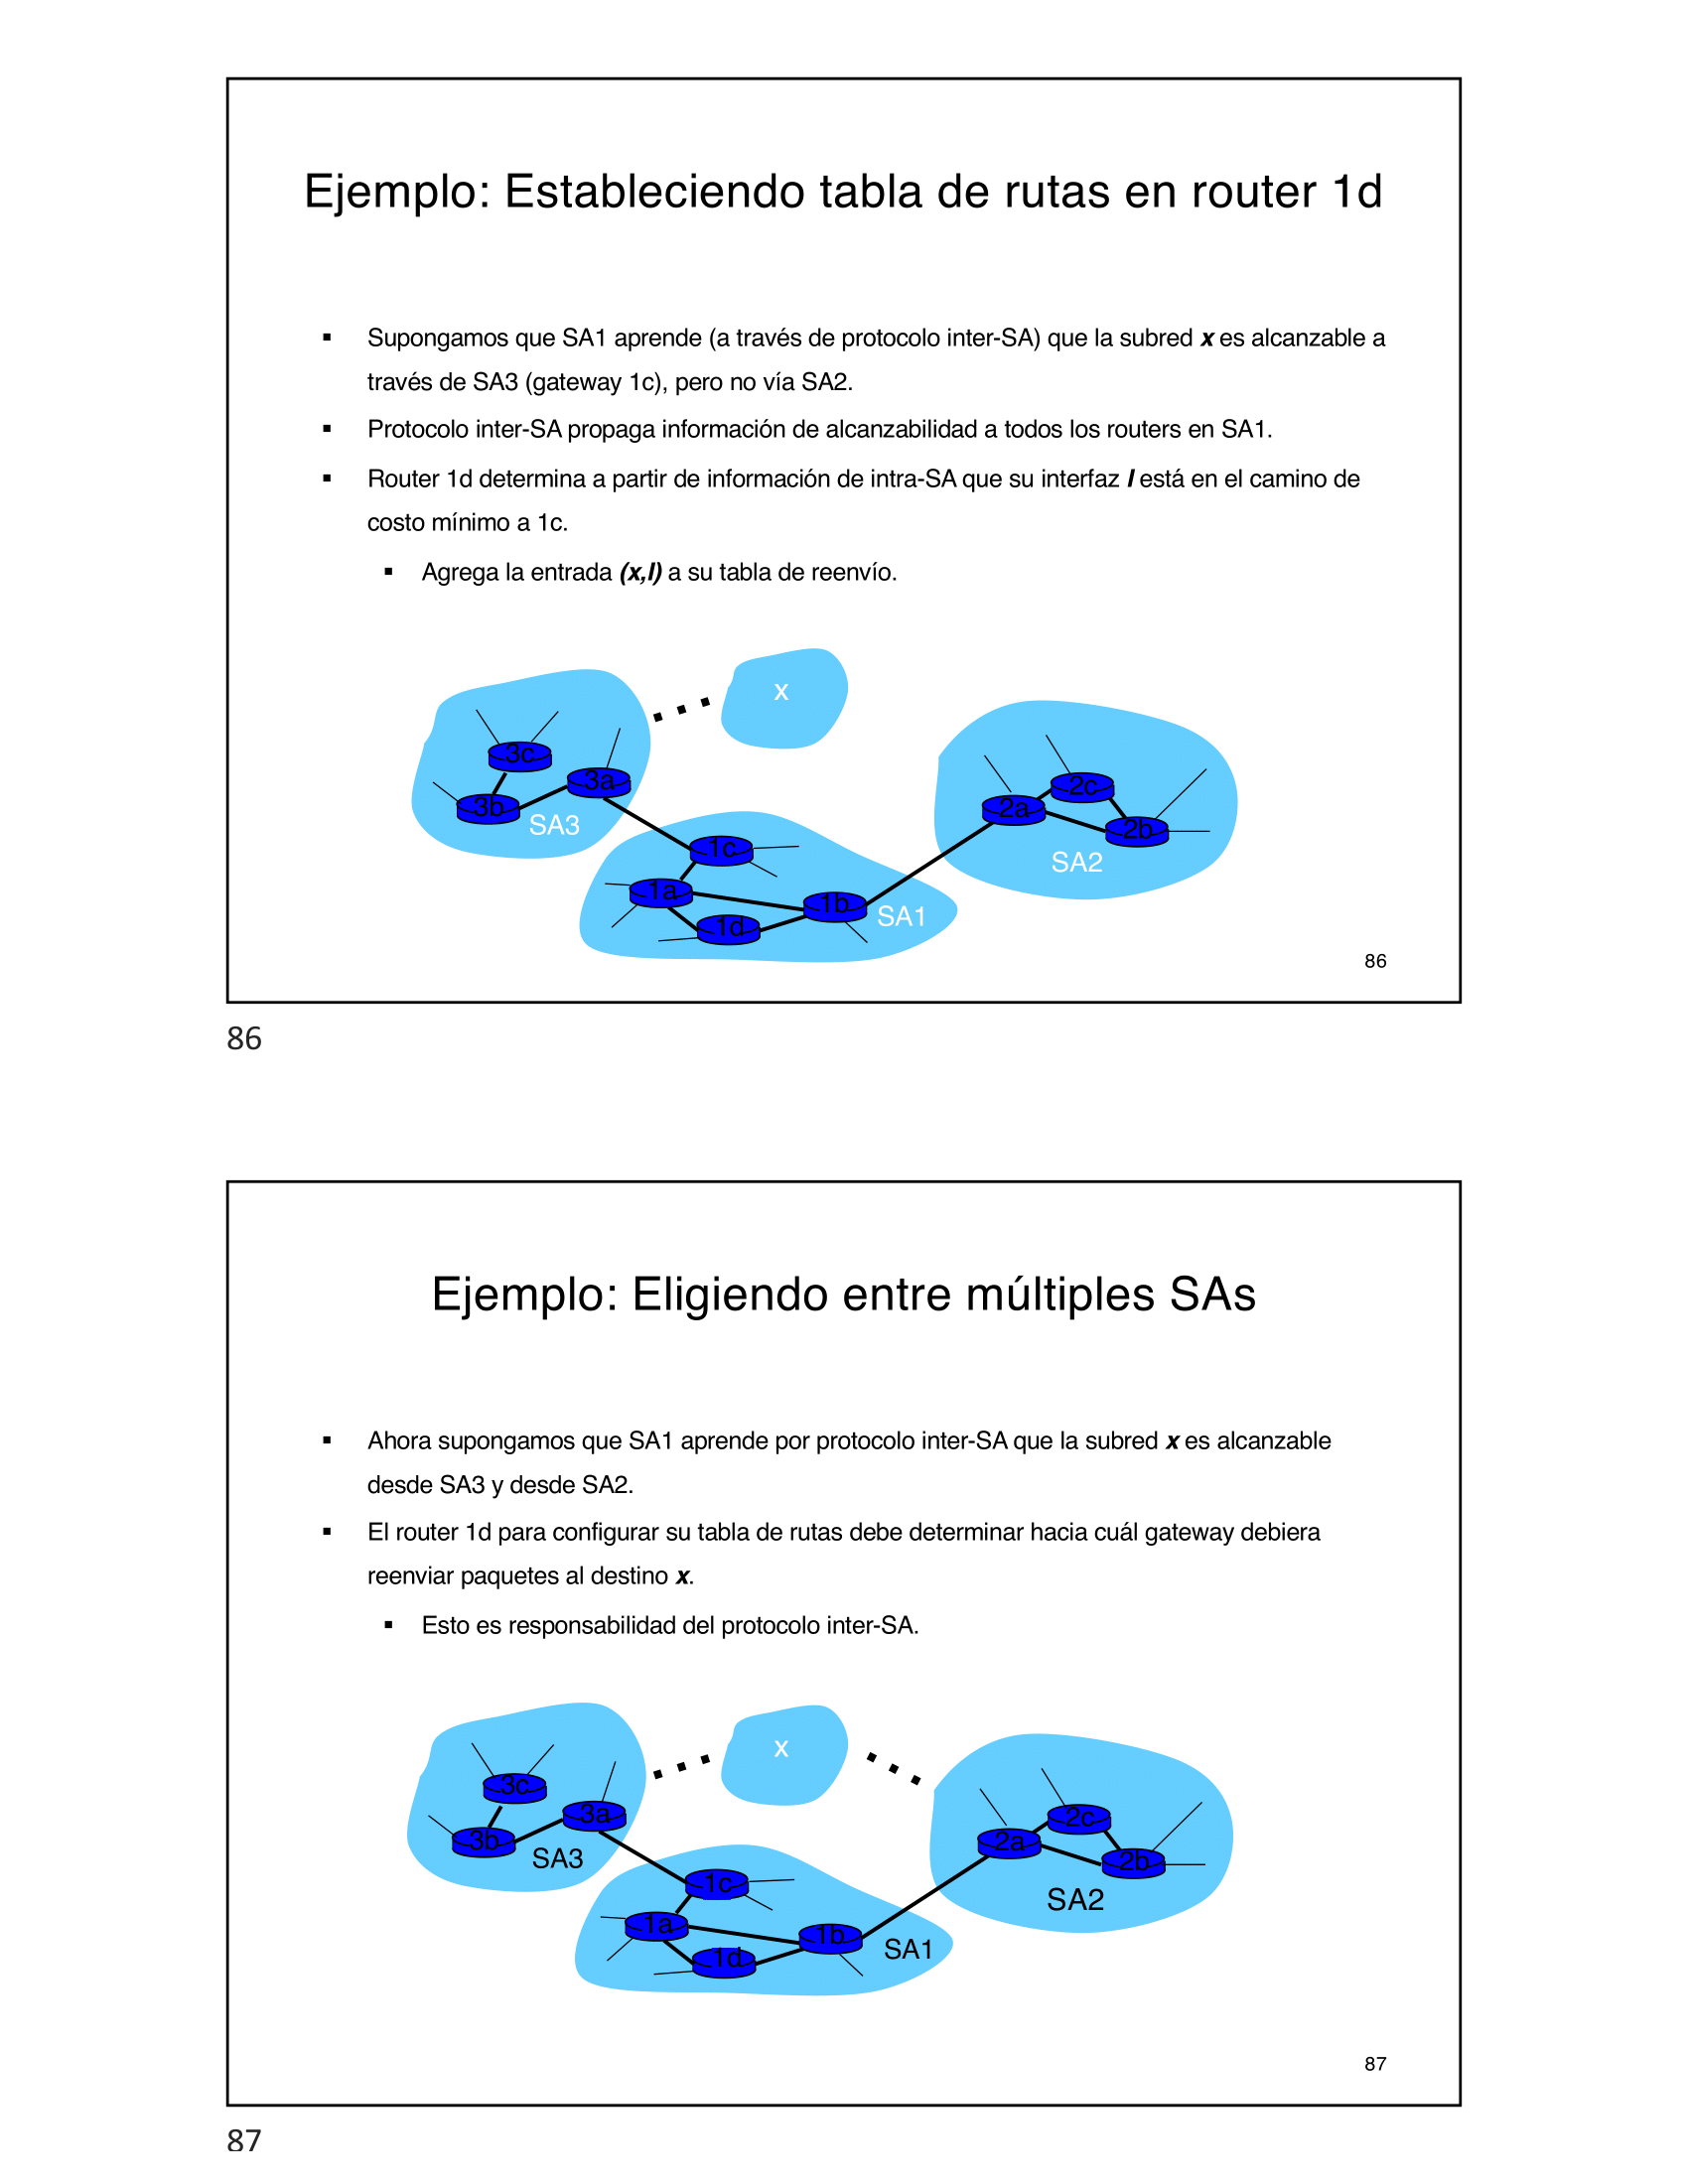 Ejemplo: Estableciendo tabla de rutas en router 1d
▪ Supongamos que SA1 aprende (a través de protocolo inter-SA) que la subred x es alcanzable a
través de SA3 (gateway 1c), pero no vía SA2.
▪ Protocolo inter-SA propaga información de alcanzabilidad a todos los routers en SA1.
▪ Router 1d determina a partir de información de intra-SA que su interfaz I está en el camino de
costo mínimo a 1c.
▪ Agrega la entrada (x,I) a su tabla de reenvío.
x
3c
3a
3b
SA3
2c
2a
2b
SA2
1c
1a
1b
SA1
1d
86
86
Ejemplo: Eligiendo entre múltiples SAs
▪ Ahora supongamos que SA1 aprende por protocolo inter-SA que la subred x es alcanzable
desde SA3 y desde SA2.
▪ El router 1d para configurar su tabla de rutas debe determinar hacia cuál gateway debiera
reenviar paquetes al destino x.
▪ Esto es responsabilidad del protocolo inter-SA.
x
3c
3a
3b
SA3
2c
2a
2b
SA2
1c
1a
1b
SA1
1d
87
87